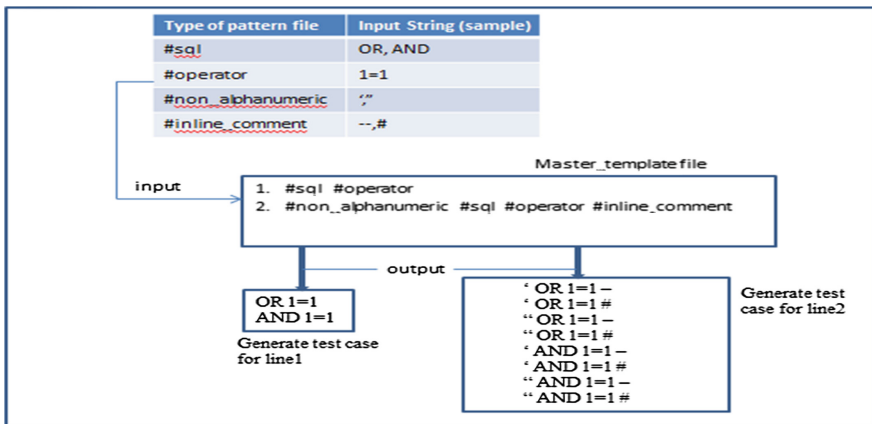 Type of pattern file Input String (sample)
#sql OR, AND
#operator 1=1
#non_alphanumeric ‘,”
#inline_comment --,#
Master_template file
input
1. #sql #operator
2. #non_alphanumeric #sql #operator #inline_comment
output
OR 1=1
AND 1=1
Generate test case
for line1
‘ OR 1=1 –
‘ OR 1=1 #
“ OR 1=1 –
“ OR 1=1 #
‘ AND 1=1 –
‘ AND 1=1 #
“ AND 1=1 –
“ AND 1=1 #
Generate test
case for line2